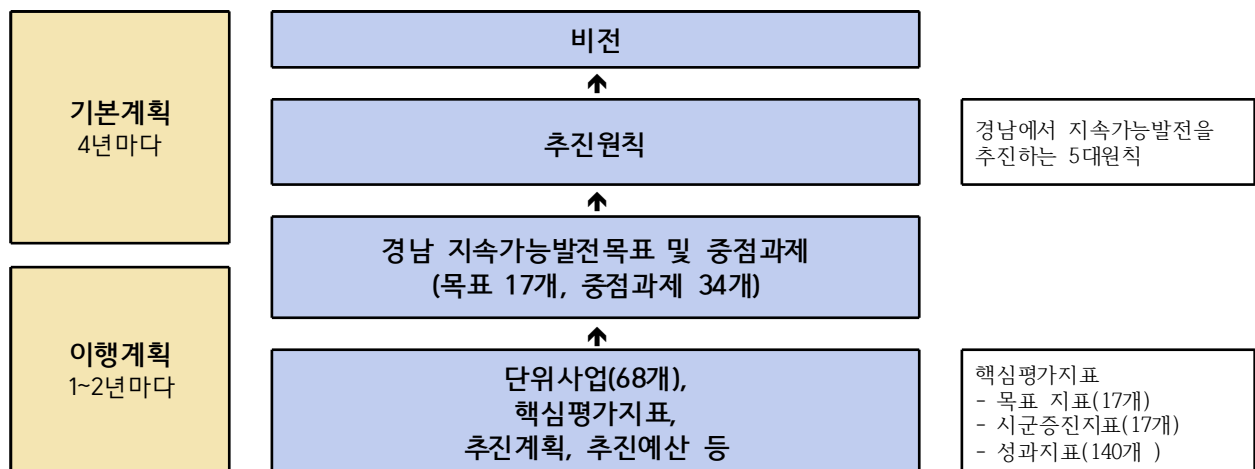 기본계획
4년마다
비전
추진원칙
경남에서 지속가능발전을
추진하는 5대원칙
경남 지속가능발전목표 및 중점과제
(목표 17개, 중점과제 34개)
이행계획
1~2년마다
단위사업(68개),
핵심평가지표,
추진계획, 추진예산 등
핵심평가지표
- 목표 지표(17개)
- 시군증진지표(17개)
- 성과지표(140개 )